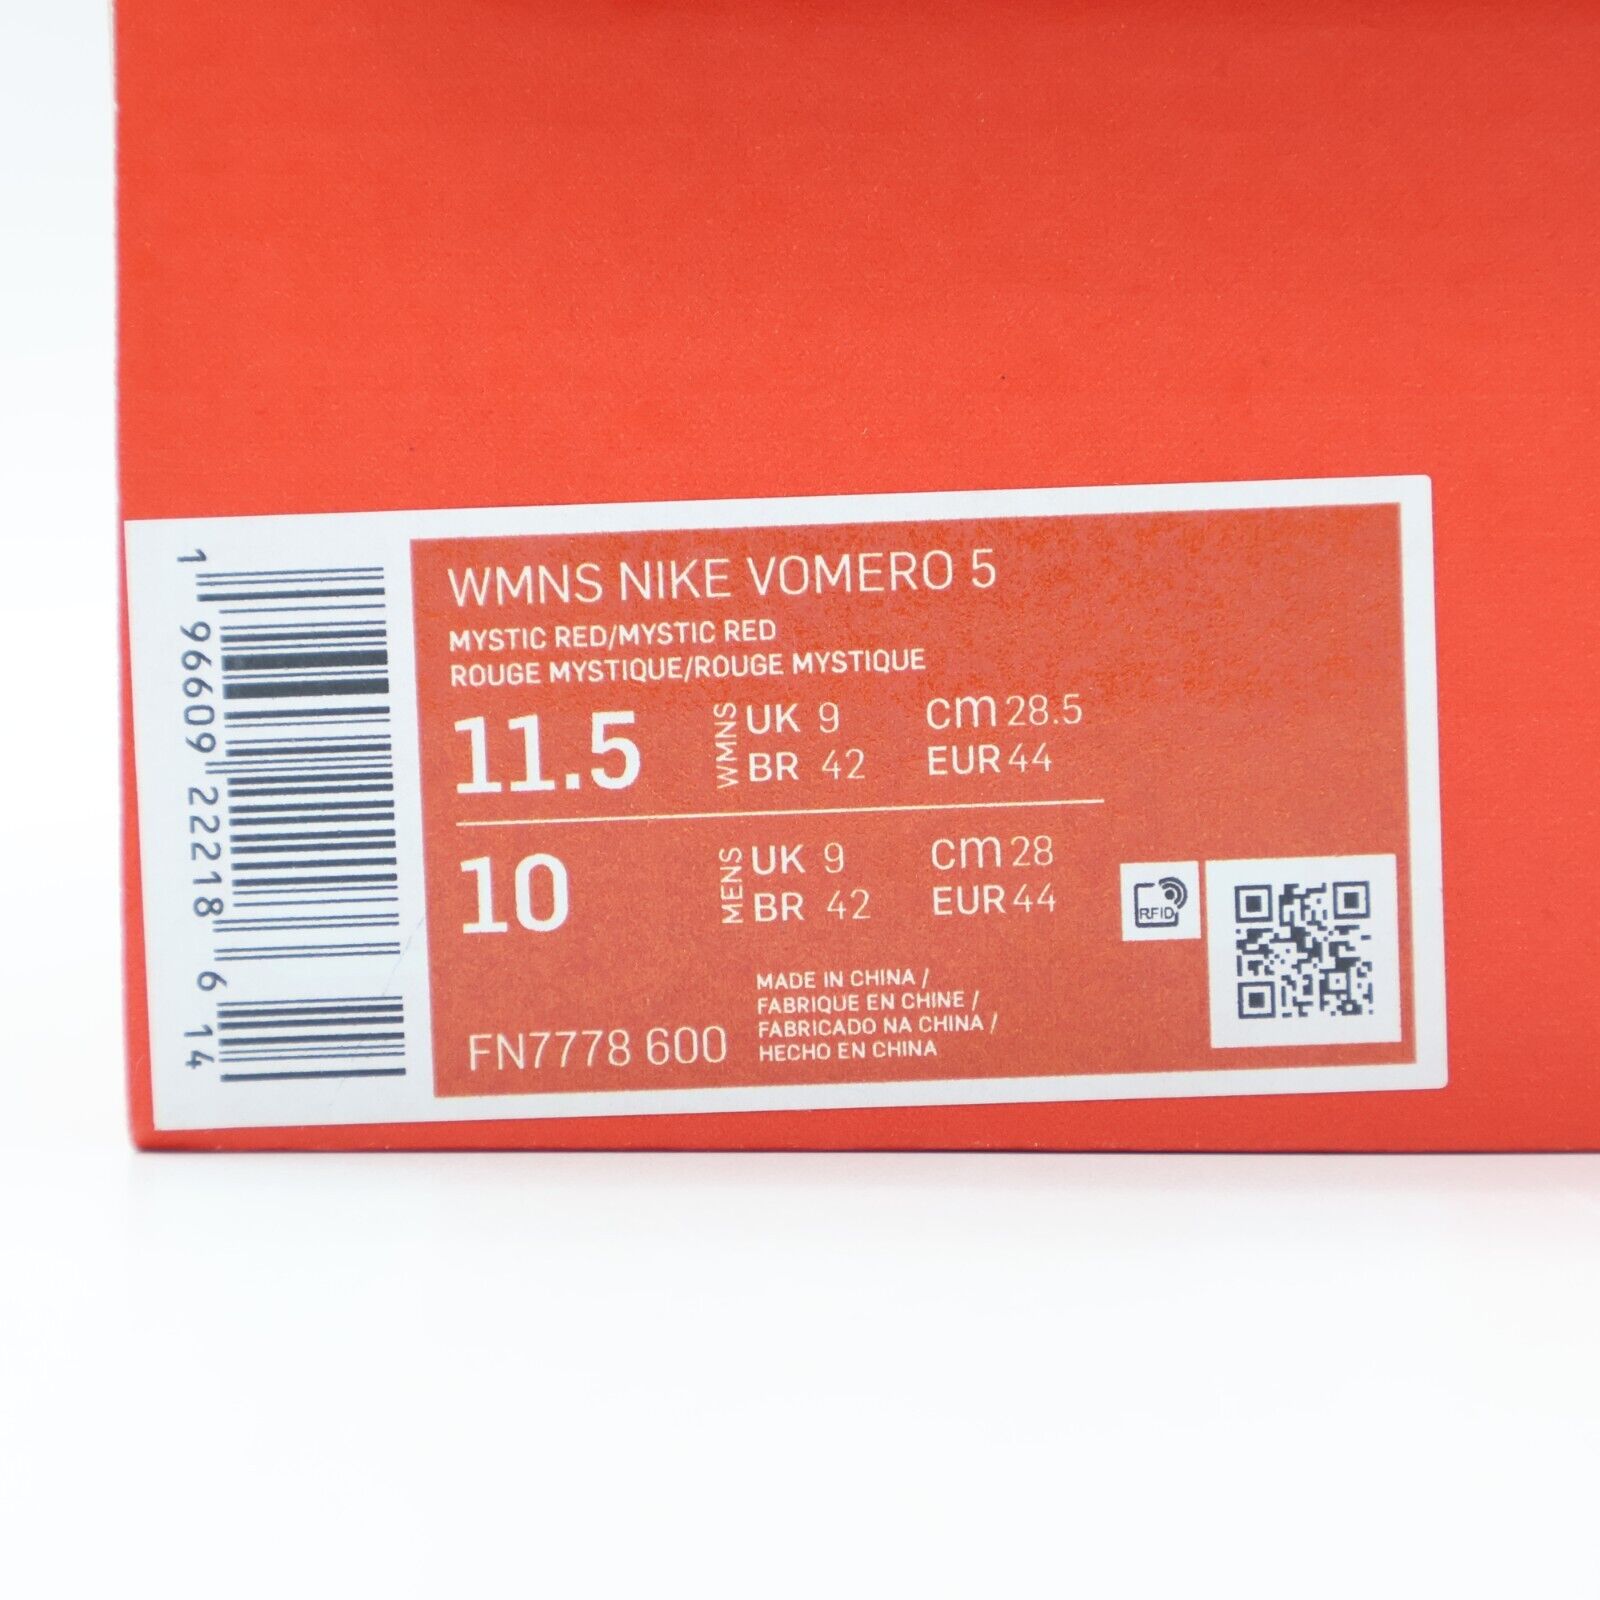 WMNS NIKE VOMERO 5
MYSTIC RED/MYSTIC RED
ROUGE MYSTIQUE/ROUGE MYSTIQUE
11.5 WMNS UK 9 cm 28.5
BR 42 EUR 44
10 MENS UK 9 cm 28
BR 42 EUR 44
RFID
FN7778 600
MADE IN CHINA /
FABRIQUE EN CHINE /
FABRICADO NA CHINA /
HECHO EN CHINA
1 96609 22218 6 14